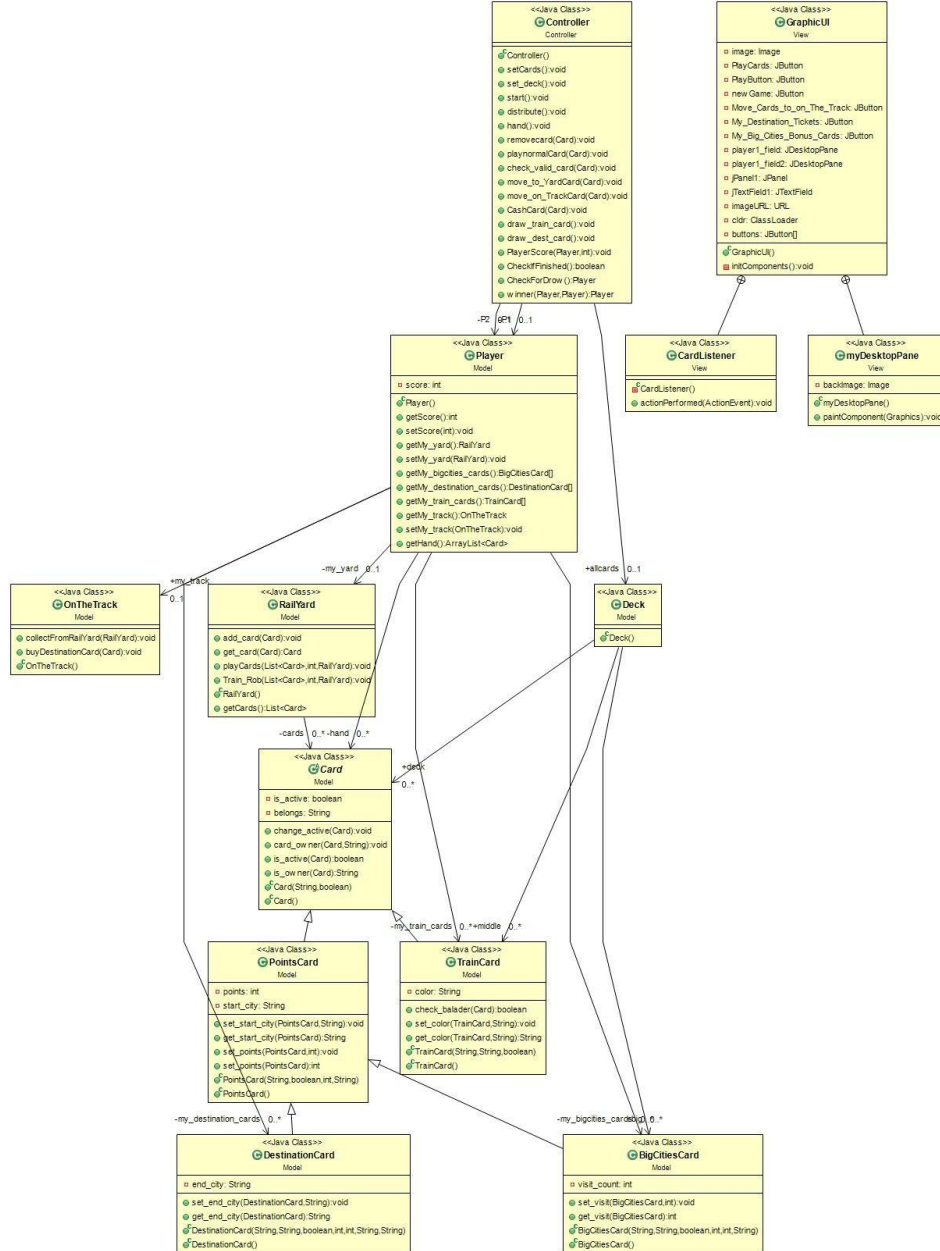 <<Java Class>>
Controller
Controller
Controller()
setCards():void
set_deck():void
start():void
distribute():void
hand():void
removecard(Card):void
playnormalCard(Card):void
check_valid_card(Card):void
move_to_YardCard(Card):void
move_on_TrackCard(Card):void
CashCard(Card):void
draw_train_card():void
draw_dest_card():void
PlayerScore(Player,int):void
CheckIfFinished():boolean
CheckForDrow():Player
winner(Player,Player):Player
<<Java Class>>
GraphicUI
View
image: Image
PlayCards: JButton
PlayButton: JButton
new Game: JButton
Move_Cards_to_on_The_Track: JButton
My_Destination_Tickets: JButton
My_Big_Cities_Bonus_Cards: JButton
player1_field: JDesktopPane
player1_field2: JDesktopPane
jPanel1: JPanel
jTextField1: JTextField
imageURL: URL
cldr: ClassLoader
buttons: JButton[]
GraphicUI()
initComponents():void
-P2
-P1 0..1
<<Java Class>>
Player
Model
score: int
Player()
getScore():int
setScore(int):void
getMy_yard():RailYard
setMy_yard(RailYard):void
getMy_bigcities_cards():BigCitiesCard[]
getMy_destination_cards():DestinationCard[]
getMy_train_cards():TrainCard[]
getMy_track():OnTheTrack
setMy_track(OnTheTrack):void
getHand():ArrayList<Card>
<<Java Class>>
CardListener
View
CardListener()
actionPerformed(ActionEvent):void
<<Java Class>>
myDesktopPane
View
backImage: Image
myDesktopPane()
paintComponent(Graphics):void
+my_track
0..1
-my_yard 0..1
+allcards 0..1
<<Java Class>>
OnTheTrack
Model
collectFromRailYard(RailYard):void
buyDestinationCard(Card):void
OnTheTrack()
<<Java Class>>
RailYard
Model
add_card(Card):void
get_card(Card):Card
playCards(List<Card>,int,RailYard):void
Train_Rob(List<Card>,int,RailYard):void
RailYard()
getCards():List<Card>
<<Java Class>>
Deck
Model
Deck()
-cards 0..*
-hand 0..*
+deck
0..*
<<Java Class>>
Card
Model
is_active: boolean
belongs: String
change_active(Card):void
card_owner(Card,String):void
is_active(Card):boolean
is_owner(Card):String
Card(String,boolean)
Card()
-my_train_cards 0..*
+middle 0..*
<<Java Class>>
PointsCard
Model
points: int
start_city: String
set_start_city(PointsCard,String):void
get_start_city(PointsCard):String
set_points(PointsCard,int):void
set_points(PointsCard):int
PointsCard(String,boolean,int,String)
PointsCard()
<<Java Class>>
TrainCard
Model
color: String
check_balader(Card):boolean
set_color(TrainCard,String):void
get_color(TrainCard,String):String
TrainCard(String,String,boolean)
TrainCard()
-my_destination_cards 0..*
-my_bigcities_cards 0..*
<<Java Class>>
DestinationCard
Model
end_city: String
set_end_city(DestinationCard,String):void
get_end_city(DestinationCard):String
DestinationCard(String,String,boolean,int,int,String,String)
DestinationCard()
<<Java Class>>
BigCitiesCard
Model
visit_count: int
set_visit(BigCitiesCard,int):void
get_visit(BigCitiesCard):int
BigCitiesCard(String,String,boolean,int,int,String)
BigCitiesCard()